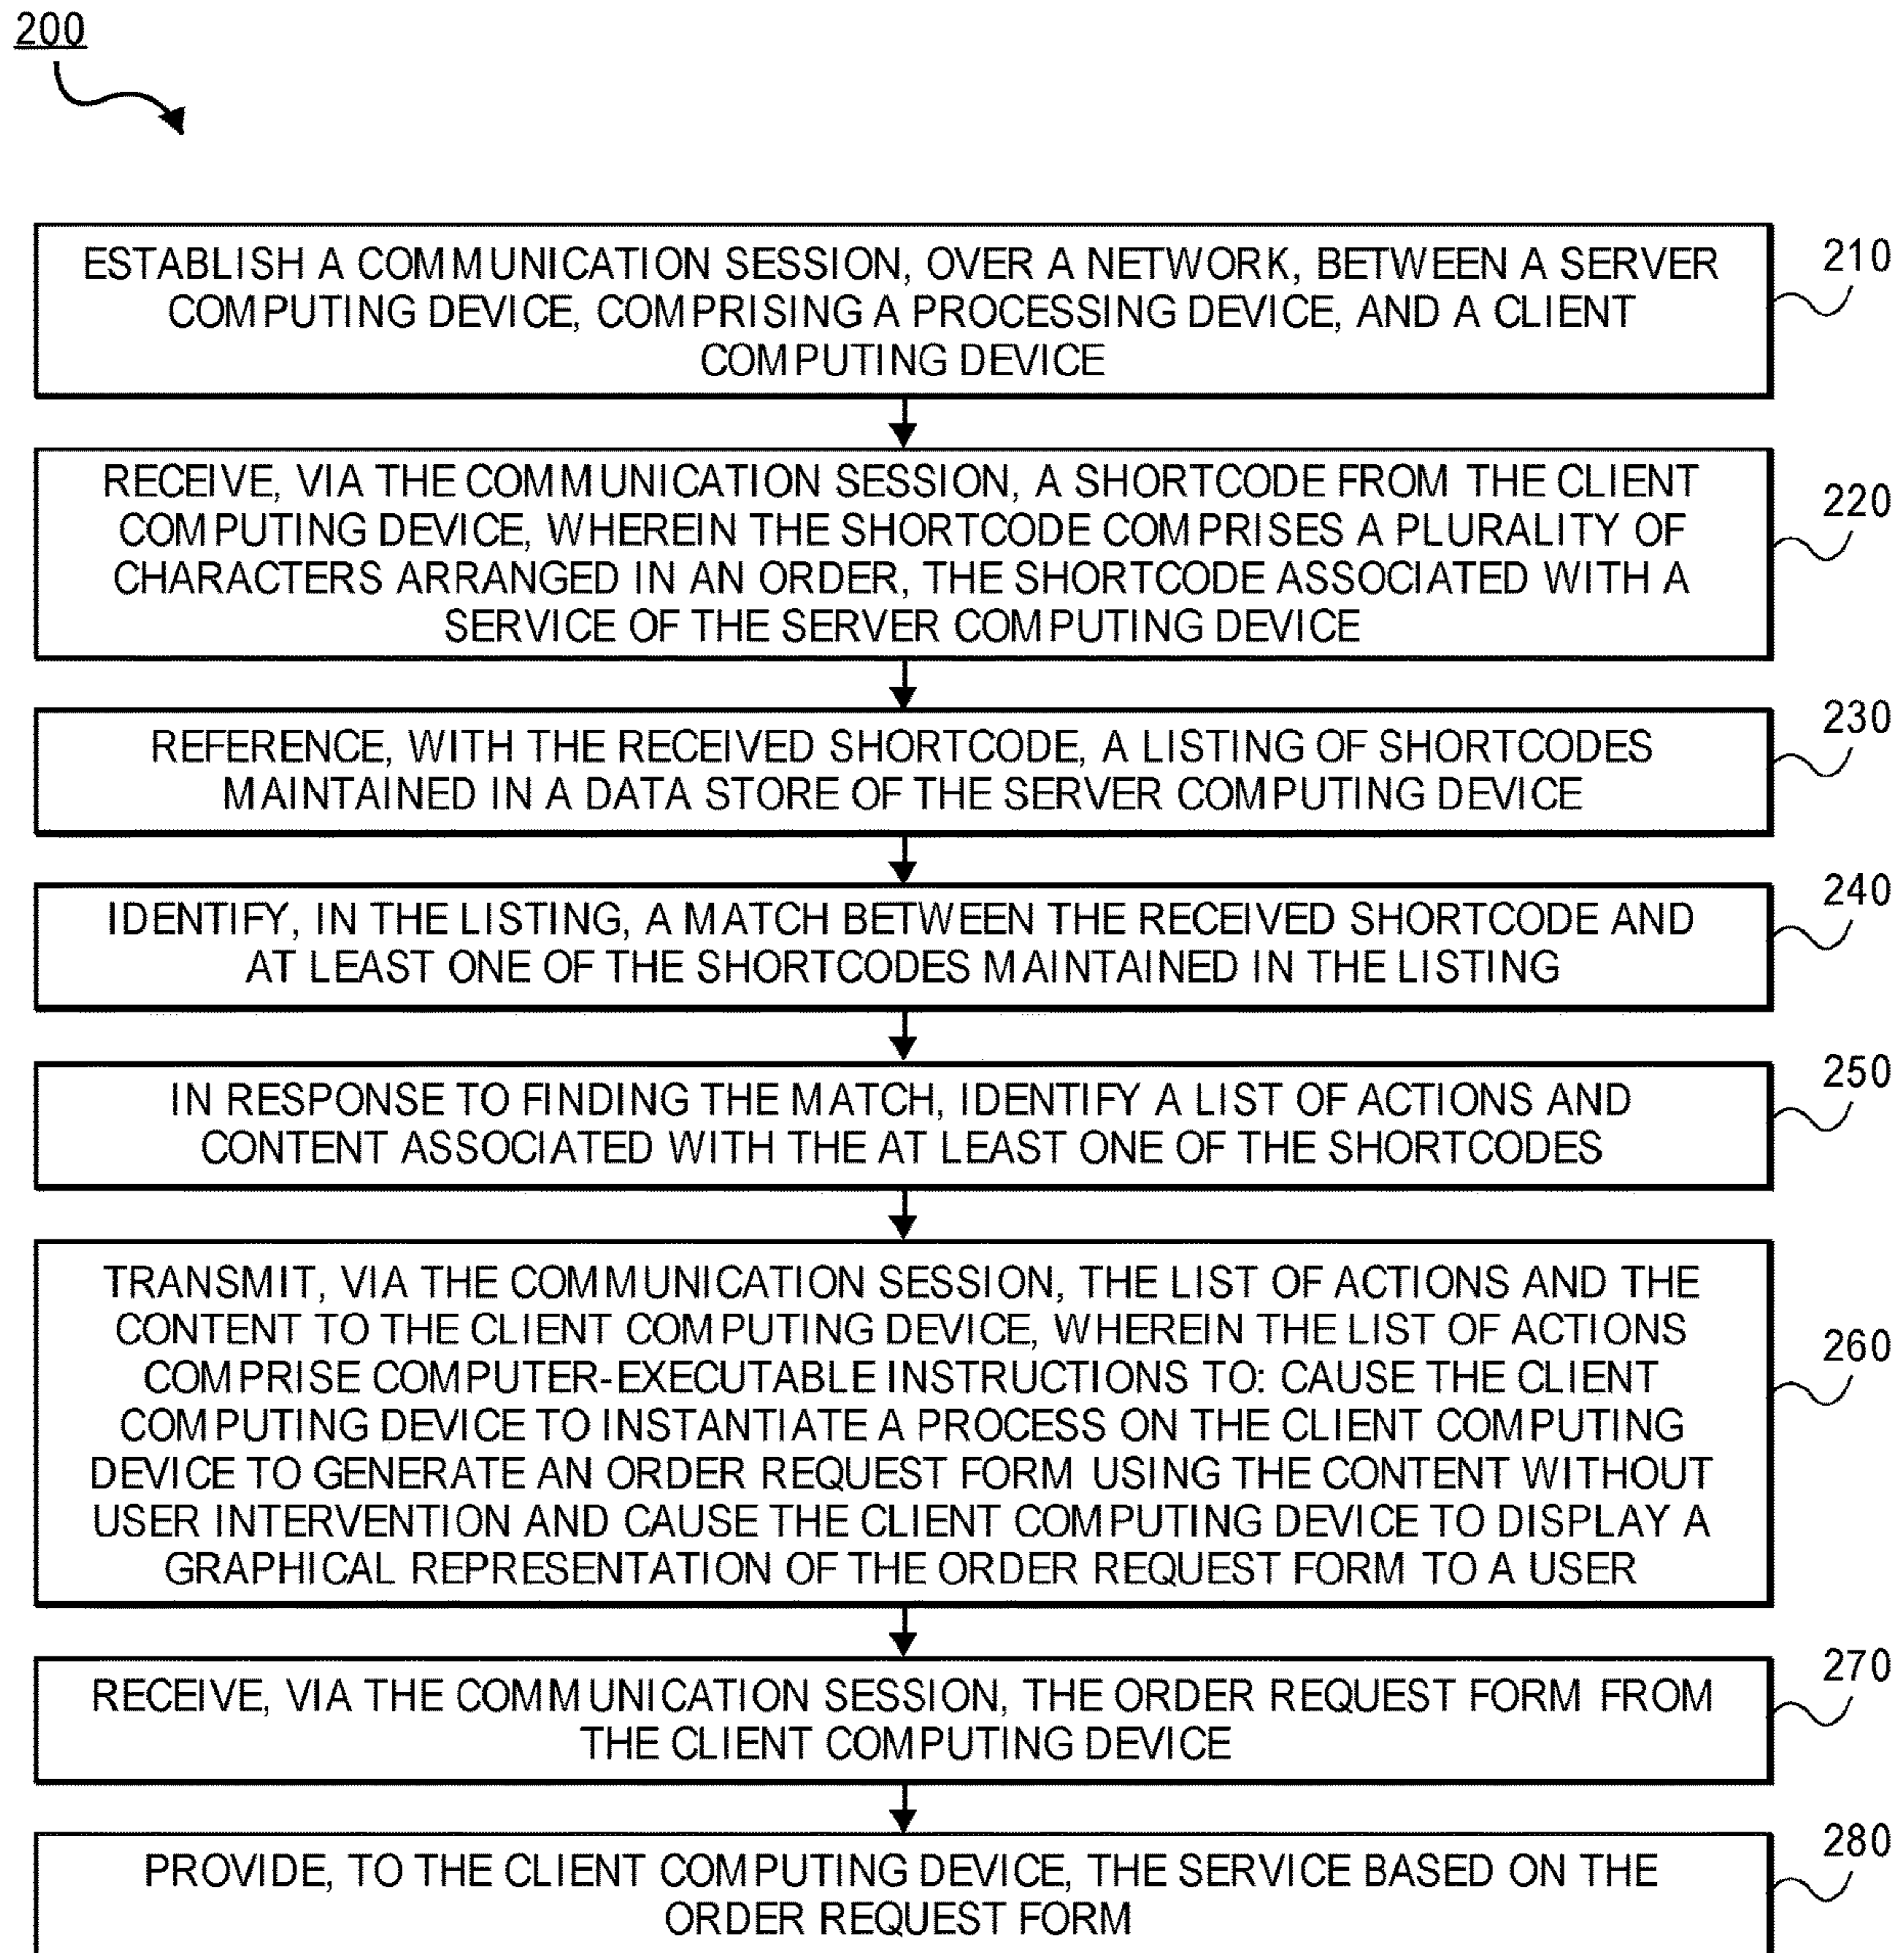 200
ESTABLISH A COMMUNICATION SESSION, OVER A NETWORK, BETWEEN A SERVER
COMPUTING DEVICE, COMPRISING A PROCESSING DEVICE, AND A CLIENT
COMPUTING DEVICE
210
RECEIVE, VIA THE COMMUNICATION SESSION, A SHORTCODE FROM THE CLIENT
COMPUTING DEVICE, WHEREIN THE SHORTCODE COMPRISES A PLURALITY OF
CHARACTERS ARRANGED IN AN ORDER, THE SHORTCODE ASSOCIATED WITH A
SERVICE OF THE SERVER COMPUTING DEVICE
220
REFERENCE, WITH THE RECEIVED SHORTCODE, A LISTING OF SHORTCODES
MAINTAINED IN A DATA STORE OF THE SERVER COMPUTING DEVICE
230
IDENTIFY, IN THE LISTING, A MATCH BETWEEN THE RECEIVED SHORTCODE AND
AT LEAST ONE OF THE SHORTCODES MAINTAINED IN THE LISTING
240
IN RESPONSE TO FINDING THE MATCH, IDENTIFY A LIST OF ACTIONS AND
CONTENT ASSOCIATED WITH THE AT LEAST ONE OF THE SHORTCODES
250
TRANSMIT, VIA THE COMMUNICATION SESSION, THE LIST OF ACTIONS AND THE
CONTENT TO THE CLIENT COMPUTING DEVICE, WHEREIN THE LIST OF ACTIONS
COMPRISE COMPUTER-EXECUTABLE INSTRUCTIONS TO: CAUSE THE CLIENT
COMPUTING DEVICE TO INSTANTIATE A PROCESS ON THE CLIENT COMPUTING
DEVICE TO GENERATE AN ORDER REQUEST FORM USING THE CONTENT WITHOUT
USER INTERVENTION AND CAUSE THE CLIENT COMPUTING DEVICE TO DISPLAY A
GRAPHICAL REPRESENTATION OF THE ORDER REQUEST FORM TO A USER
260
RECEIVE, VIA THE COMMUNICATION SESSION, THE ORDER REQUEST FORM FROM
THE CLIENT COMPUTING DEVICE
270
PROVIDE, TO THE CLIENT COMPUTING DEVICE, THE SERVICE BASED ON THE
ORDER REQUEST FORM
280